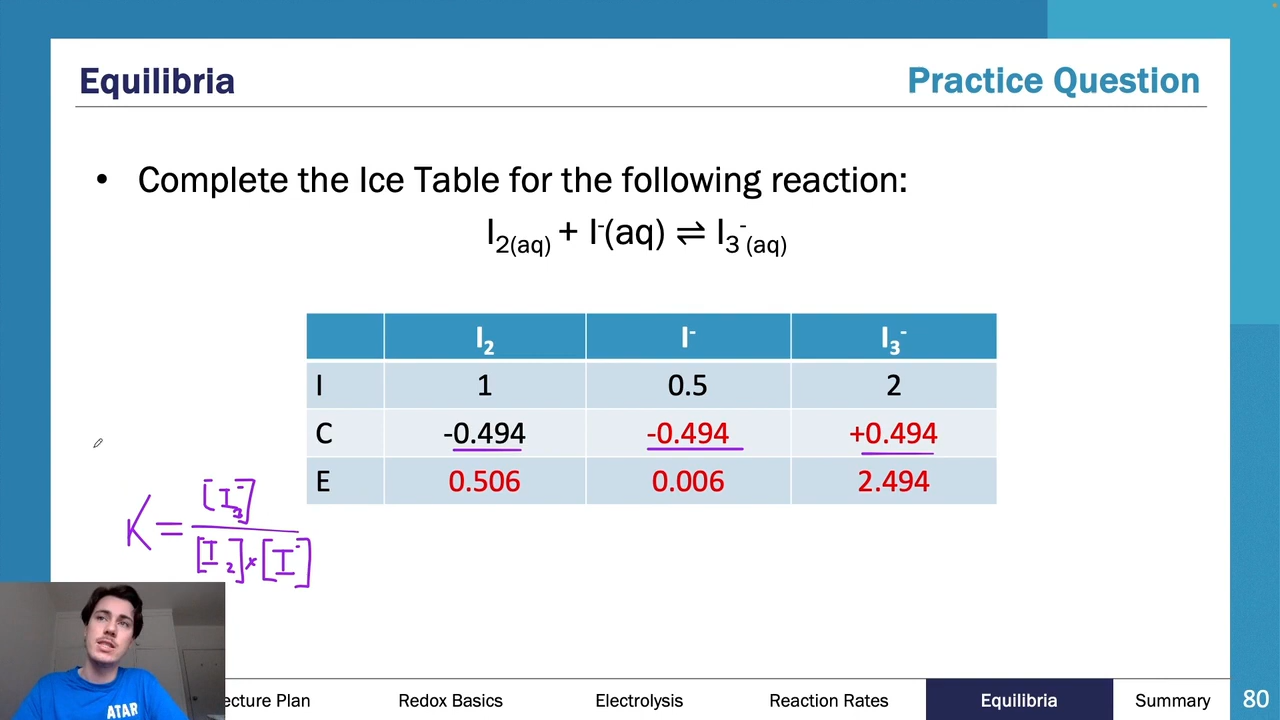 Equilibria
Practice Question
• Complete the Ice Table for the following reaction:
I₂(aq) + I⁻(aq) ⇌ I₃⁻(aq)
I₂ I⁻ I₃⁻
I 1 0.5 2
C -0.494 -0.494 +0.494
E 0.506 0.006 2.494
K = [I₃⁻] / [I₂] × [I⁻]
ATAR
ecture Plan Redox Basics Electrolysis Reaction Rates Equilibria Summary 80